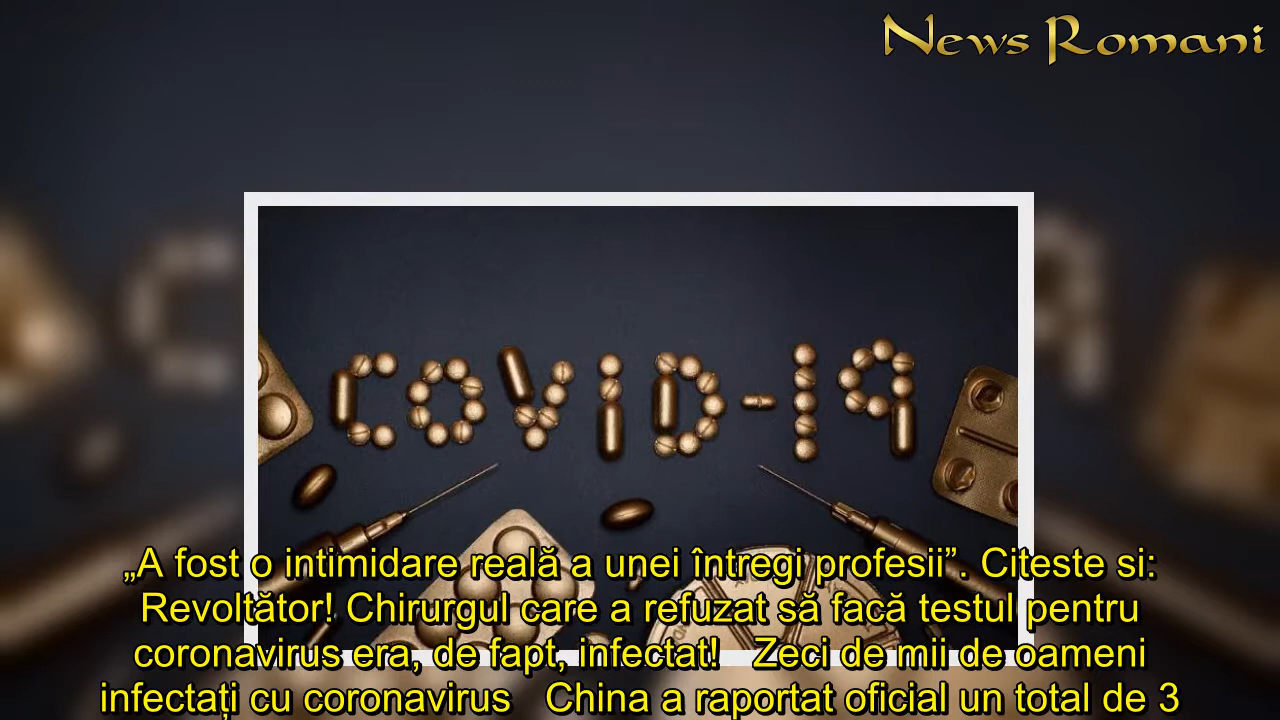 News Romani
COVID-19
„A fost o intimidare reală a unei întregi profesii”. Citeste si:
Revoltător! Chirurgul care a refuzat să facă testul pentru
coronavirus era, de fapt, infectat! Zeci de mii de oameni
infectați cu coronavirus China a raportat oficial un total de 3